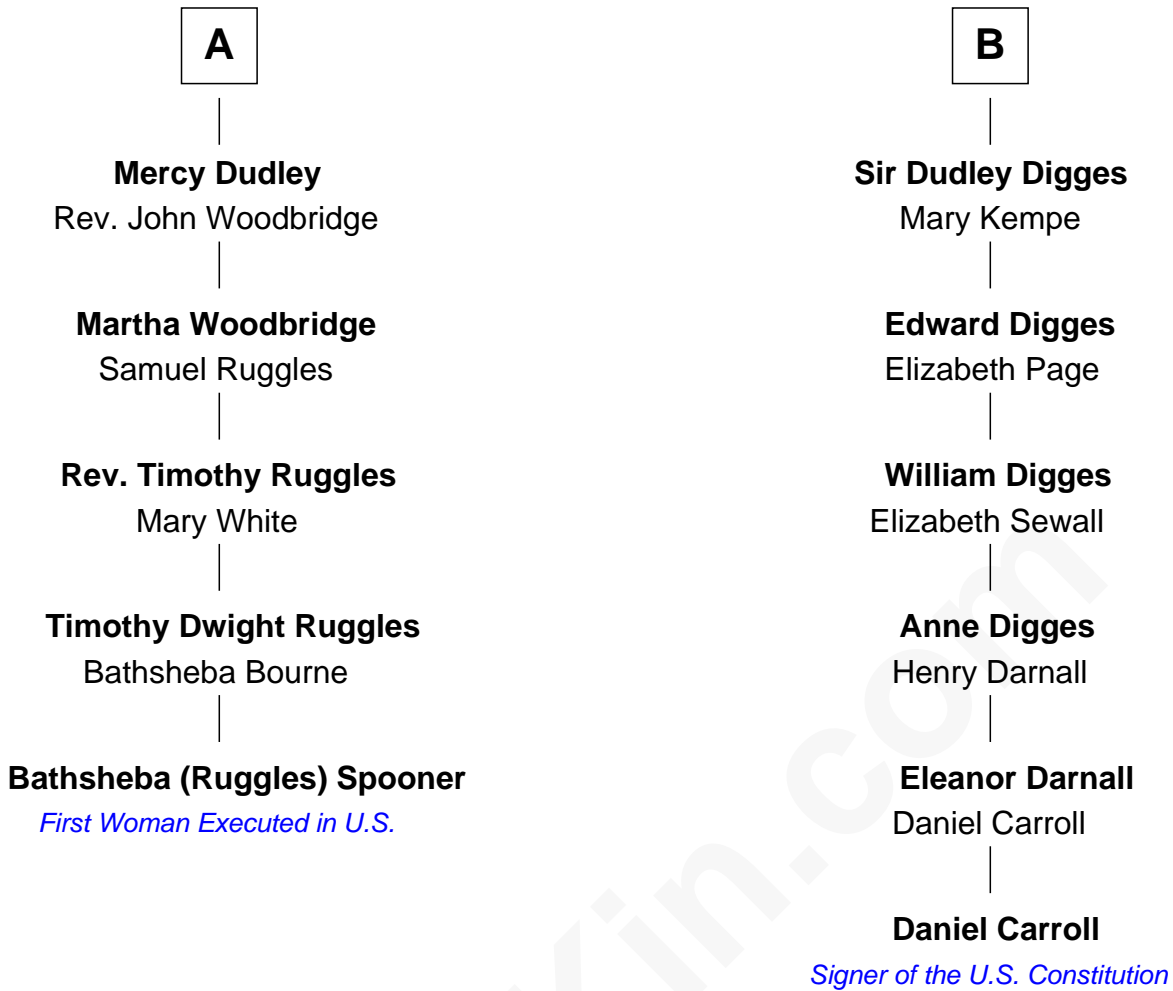 A
Mercy Dudley
Rev. John Woodbridge
Martha Woodbridge
Samuel Ruggles
Rev. Timothy Ruggles
Mary White
Timothy Dwight Ruggles
Bathsheba Bourne
Bathsheba (Ruggles) Spooner
First Woman Executed in U.S.
B
Sir Dudley Digges
Mary Kempe
Edward Digges
Elizabeth Page
William Digges
Elizabeth Sewall
Anne Digges
Henry Darnall
Eleanor Darnall
Daniel Carroll
Daniel Carroll
Signer of the U.S. Constitution
Kin.com